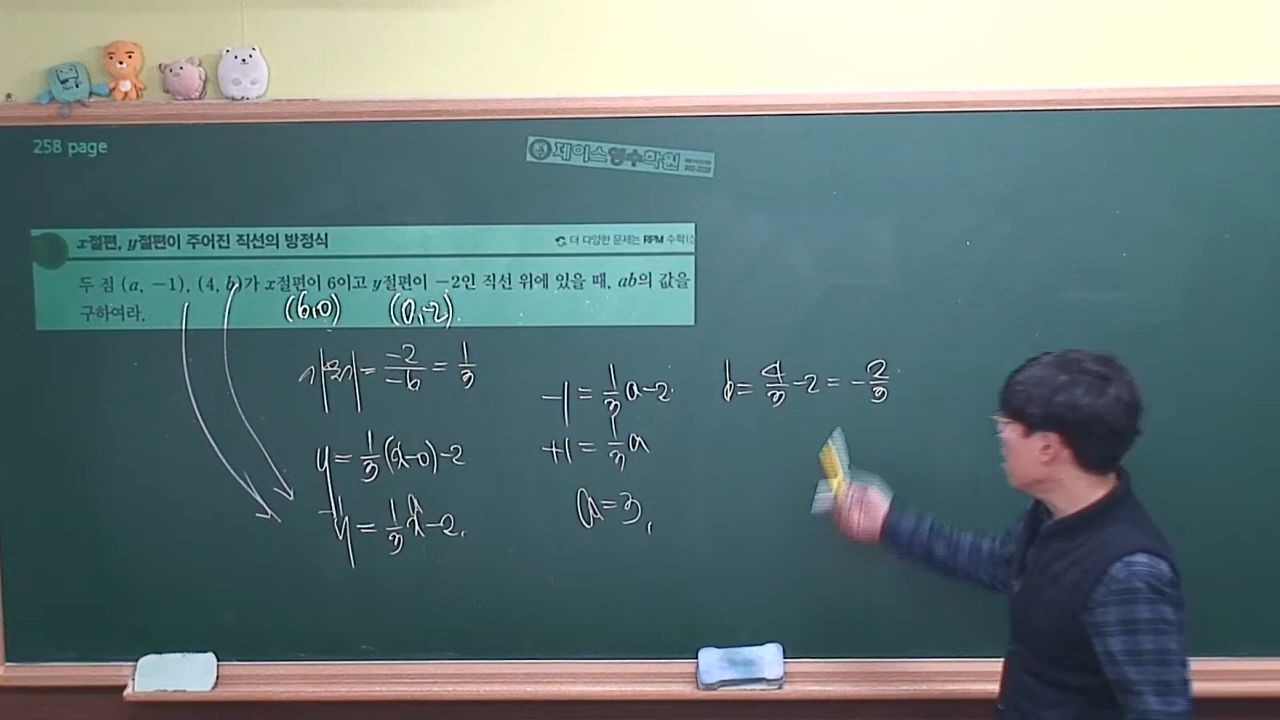 258 page
제이스영수학원
x절편, y절편이 주어진 직선의 방정식
더 다양한 문제는 RPM 수학
두 점 (a, −1), (4, b)가 x절편이 6이고 y절편이 −2인 직선 위에 있을 때, ab의 값을
구하여라.
(6,0) (0,-2).
기울기 = -2/-6 = 1/3
y = 1/3(x-0)-2
y = 1/3x-2.
-1 = 1/3a-2
+1 = 1/3a
a=3,
b = 4/3-2 = -2/3